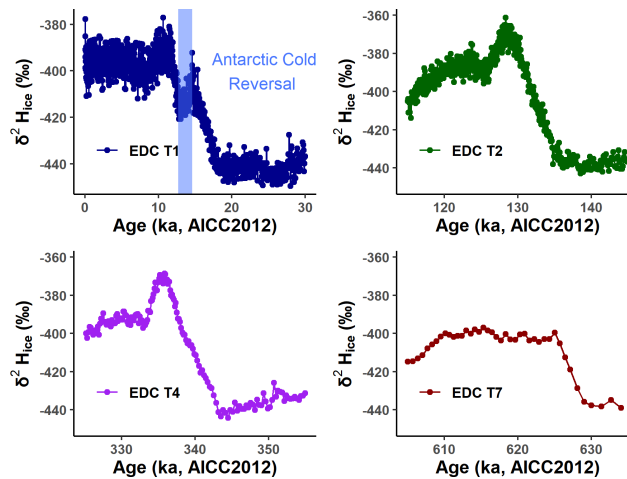 -380
-400
-420
-440
δ² H_ice (‰)
Antarctic Cold
Reversal
EDC T1
0 10 20 30
Age (ka, AICC2012)
-360
-380
-400
-420
-440
δ² H_ice (‰)
EDC T2
120 130 140
Age (ka, AICC2012)
-360
-380
-400
-420
-440
δ² H_ice (‰)
EDC T4
330 340 350
Age (ka, AICC2012)
-360
-380
-400
-420
-440
δ² H_ice (‰)
EDC T7
610 620 630
Age (ka, AICC2012)